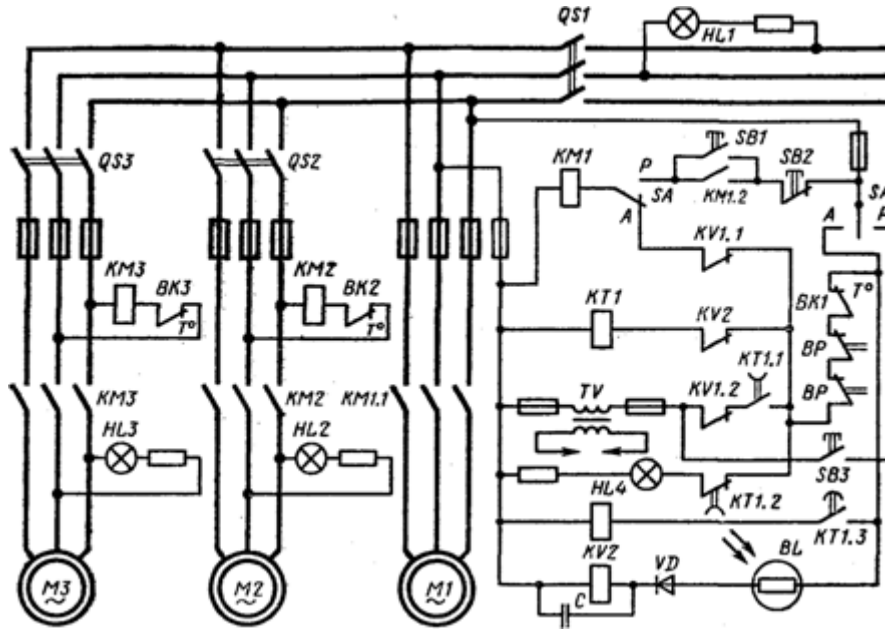 QS1
HL1
QS3
QS2
KM1
P
SA
SB1
KM1.2
SB2
SA
A
P
A
KV1.1
KM3
BK3
T°
KM2
BK2
T°
KT1
KV2
BK1
T°
BP
KT1.1
BP
KM3
KM2
KM1.1
TV
KV1.2
HL3
HL2
SB3
HL4
KT1.2
KT1.3
KV2
VD
BL
C
M3
~
M2
~
M1
~